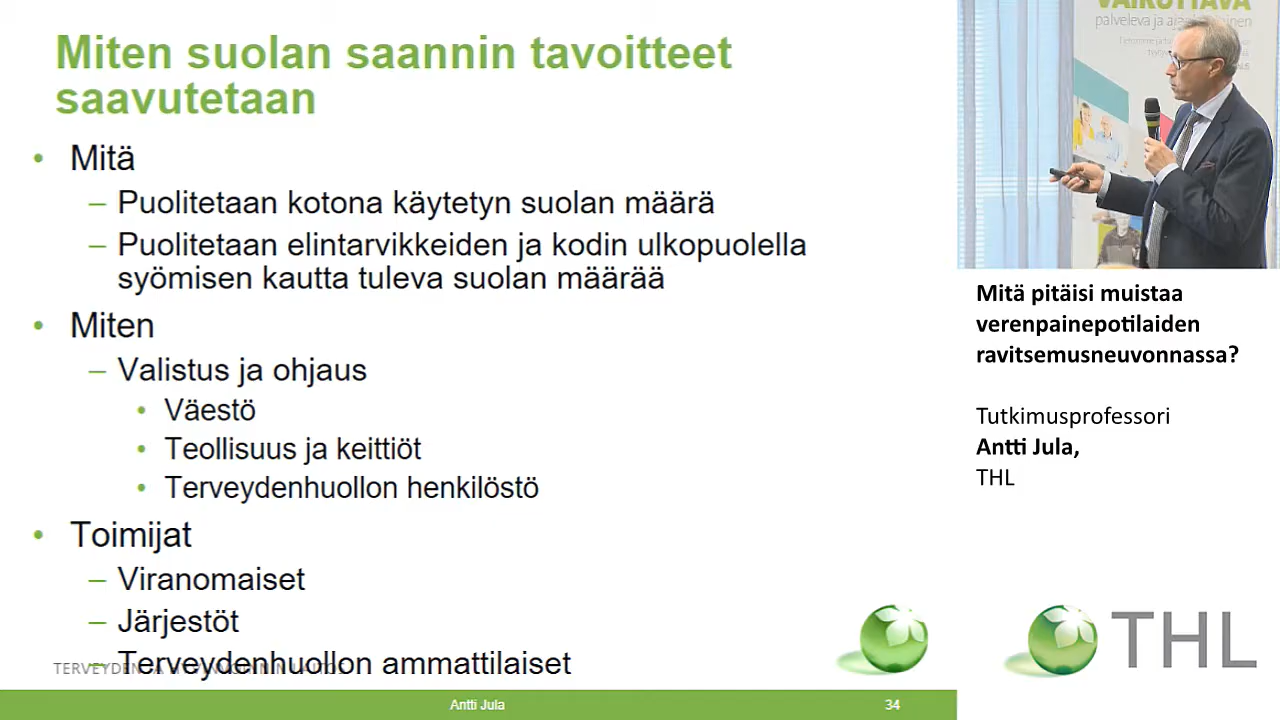 Miten suolan saannin tavoitteet
saavutetaan
• Mitä
– Puolitetaan kotona käytetyn suolan määrä
– Puolitetaan elintarvikkeiden ja kodin ulkopuolella
syömisen kautta tuleva suolan määrää
• Miten
– Valistus ja ohjaus
• Väestö
• Teollisuus ja keittiöt
• Terveydenhuollon henkilöstö
• Toimijat
– Viranomaiset
– Järjestöt
– Terveydenhuollon ammattilaiset
Antti Jula
34
VAIKUTTAVA
palveleva ja
Mitä pitäisi muistaa
verenpainepotilaiden
ravitsemusneuvonnassa?
Tutkimusprofessori
Antti Jula,
THL
THL